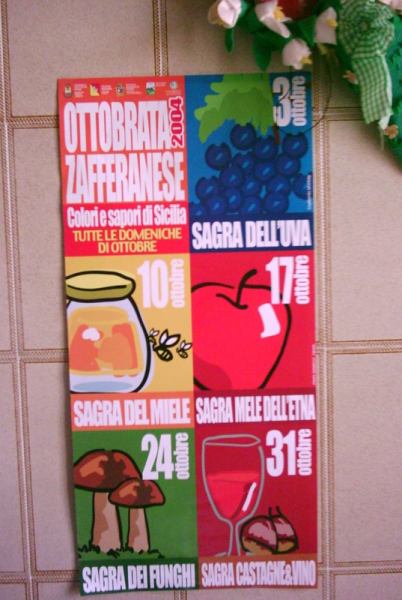 OTTOBRATA
ZAFFERANESE
2004
Colori e sapori di Sicilia
TUTTE LE DOMENICHE
DI OTTOBRE
3 ottobre
SAGRA DELL'UVA
10 ottobre
SAGRA DEL MIELE
17 ottobre
SAGRA MELE DELL'ETNA
24 ottobre
SAGRA DEI FUNGHI
31 ottobre
SAGRA CASTAGNE&VINO